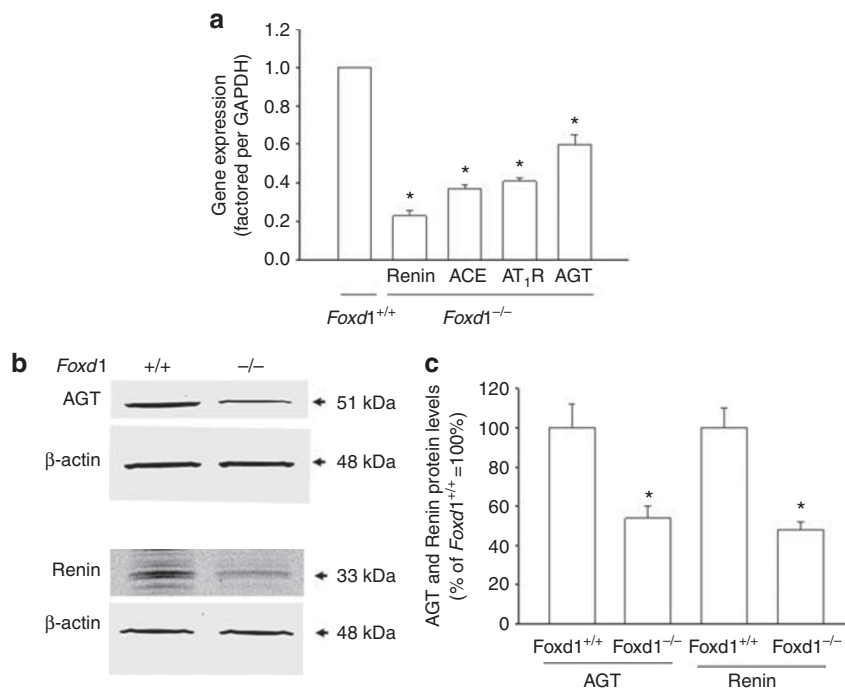 a
Gene expression
(factored per GAPDH)
1.2
1.0
0.8
0.6
0.4
0.2
0.0
*
*
*
*
Renin ACE AT₁R AGT
Foxd1⁺/⁺ Foxd1⁻/⁻
b
Foxd1 +/+ –/–
AGT 51 kDa
β-actin 48 kDa
Renin 33 kDa
β-actin 48 kDa
c
AGT and Renin protein levels
(% of Foxd1⁺/⁺=100%)
120
100
80
60
40
20
0
*
*
Foxd1⁺/⁺ Foxd1⁻/⁻ Foxd1⁺/⁺ Foxd1⁻/⁻
AGT Renin